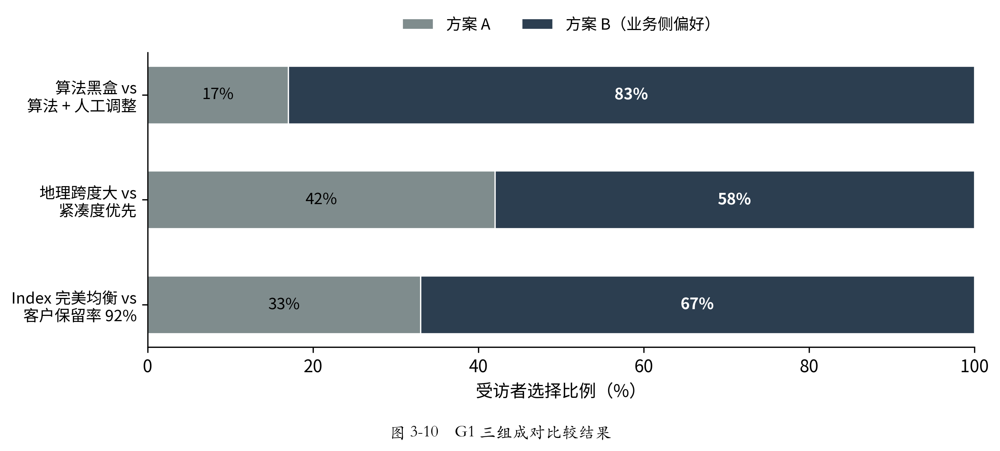 方案 A 方案 B（业务侧偏好）
算法黑盒 vs
算法 + 人工调整
17% 83%
地理跨度大 vs
紧凑度优先
42% 58%
Index 完美均衡 vs
客户保留率 92%
33% 67%
0 20 40 60 80 100
受访者选择比例（%）
图 3-10 G1 三组成对比较结果